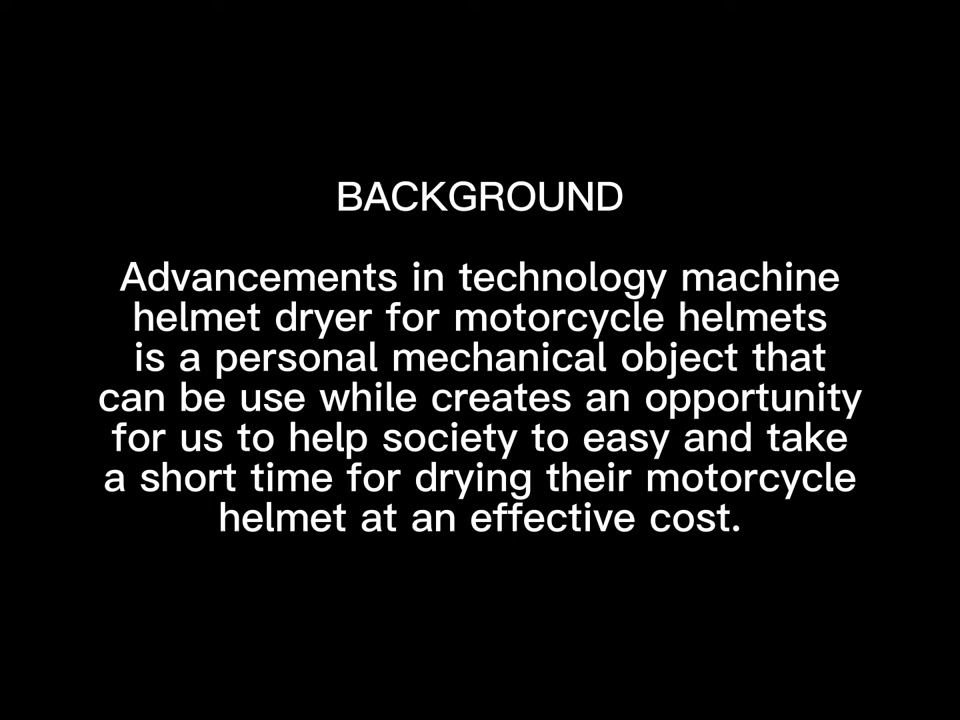 BACKGROUND
Advancements in technology machine
helmet dryer for motorcycle helmets
is a personal mechanical object that
can be use while creates an opportunity
for us to help society to easy and take
a short time for drying their motorcycle
helmet at an effective cost.